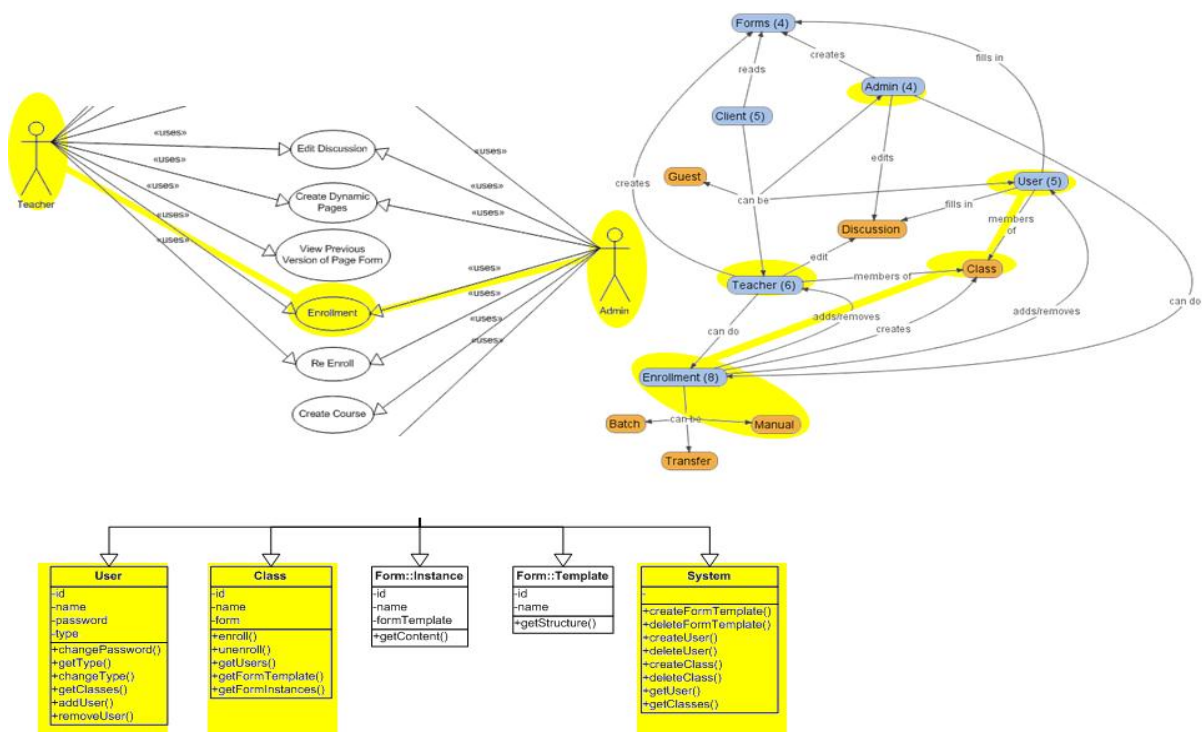 «uses»
«uses»
«uses»
«uses»
«uses»
Teacher
Edit Discussion
Create Dynamic
Pages
View Previous
Version of Page Form
Enrollment
Re Enroll
Create Course
«uses»
«uses»
«uses»
«uses»
«uses»
Admin
Forms (4)
creates
reads
fills in
Admin (4)
Client (5)
edits
Guest
creates
can be
User (5)
fills in
members
of
Discussion
edit
Class
Teacher (6)
members of
can do
adds/removes
creates
adds/removes
can do
Enrollment (8)
Batch
can be
Manual
Transfer
User
-id
-name
-password
-type
+changePassword()
+getType()
+changeType()
+getClasses()
+addUser()
+removeUser()
Class
-id
-name
-form
+enroll()
+unenroll()
+getUsers()
+getFormTemplate()
+getFormInstances()
Form::Instance
-id
-name
-formTemplate
+getContent()
Form::Template
-id
-name
+getStructure()
System
-
+createFormTemplate()
+deleteFormTemplate()
+createUser()
+deleteUser()
+createClass()
+deleteClass()
+getUser()
+getClasses()